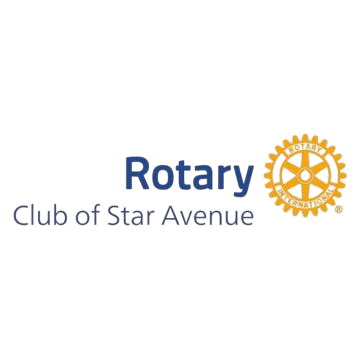 Rotary
Club of Star Avenue
ROTARY
INTERNATIONAL
®